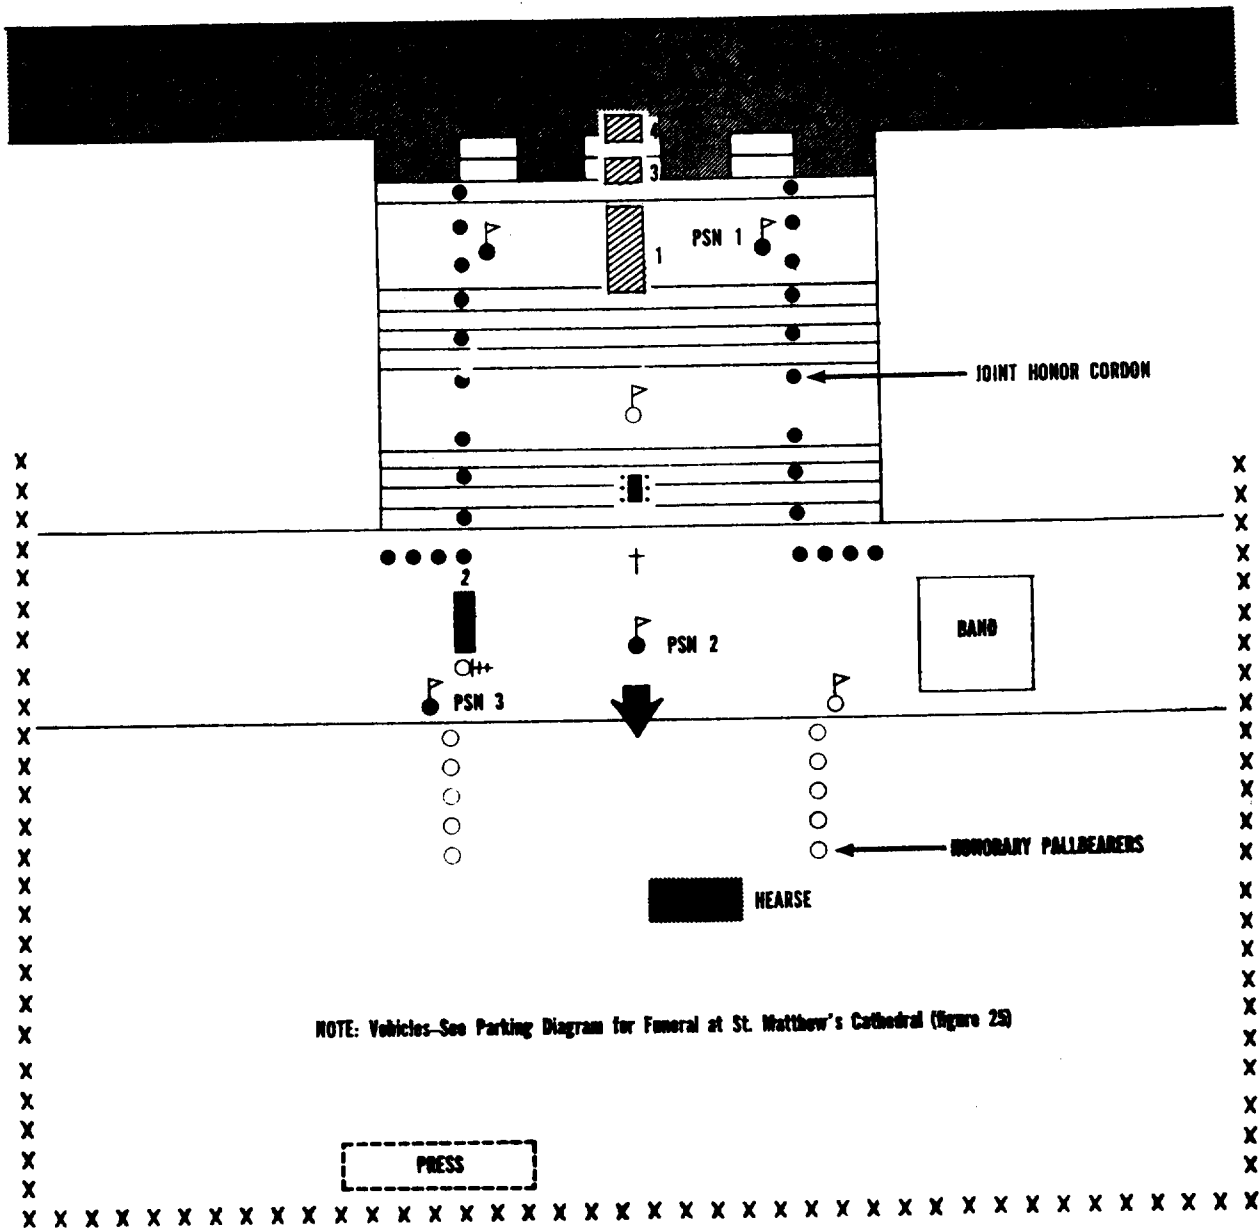 4
3
PSN 1
1
JOINT HONOR CORDON
2
PSN 2
BAND
PSN 3
HONORARY PALLBEARERS
HEARSE
NOTE: Vehicles—See Parking Diagram for Funeral at St. Matthew's Cathedral (figure 25)
PRESS